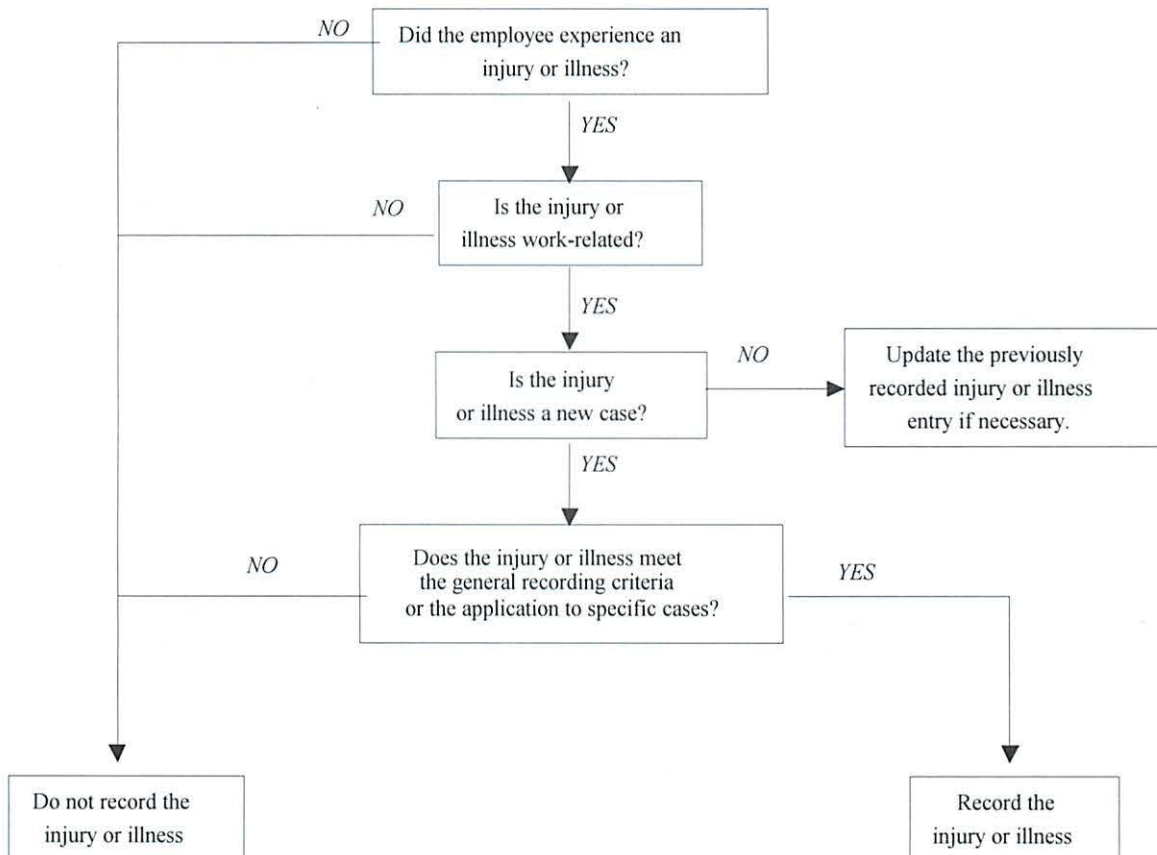 NO
Did the employee experience an
injury or illness?
YES
NO
Is the injury or
illness work-related?
YES
Is the injury
or illness a new case?
NO
Update the previously
recorded injury or illness
entry if necessary.
YES
NO
Does the injury or illness meet
the general recording criteria
or the application to specific cases?
YES
Do not record the
injury or illness
Record the
injury or illness